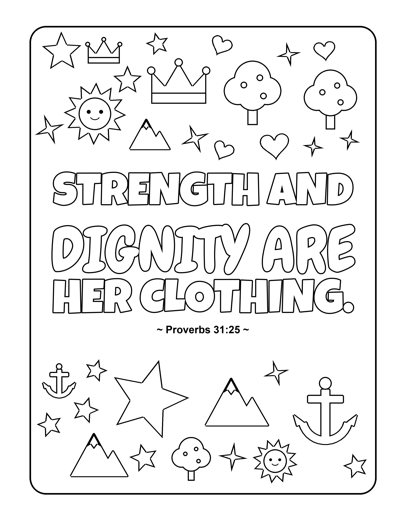 STRENGTH AND
DIGNITY ARE
HER CLOTHING.
~ Proverbs 31:25 ~